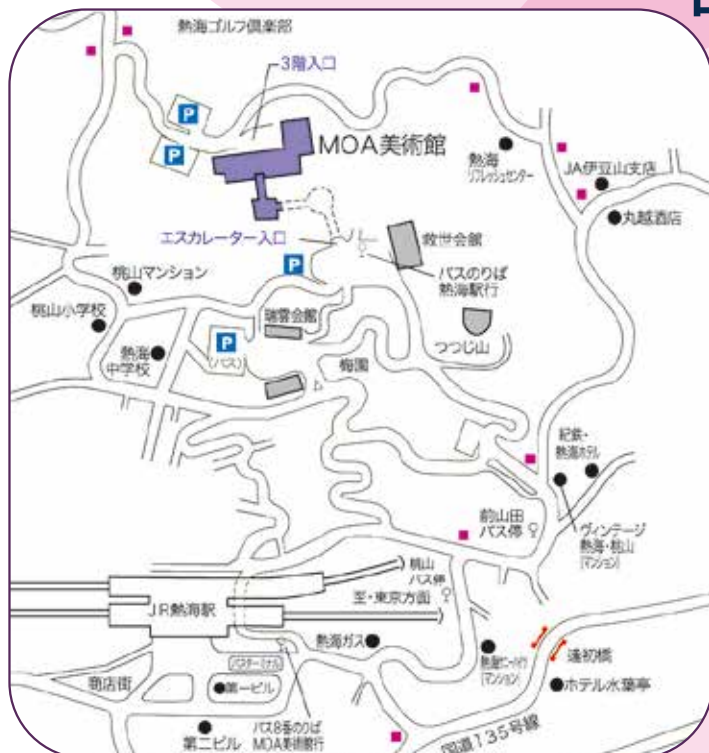 熱海ゴルフ倶楽部
3階入口
P
P
MOA美術館
熱海
リフレッシュセンター
JA伊豆山支店
丸越酒店
エスカレーター入口
救世会館
P
バスのりば
熱海駅行
桃山マンション
桃山小学校
瑞雲会館
P
(バス)
熱海
中学校
つつじ山
梅園
紀鉄・
熱海ホテル
前山田
バス停
ヴィンテージ
熱海・桃山
(マンション)
桃山
バス停
JR熱海駅
至・東京方面
熱海ガス
(マンション)
逢初橋
バスターミナル
商店街
第一ビル
ホテル水葉亭
第二ビル
バス8番のりば
MOA美術館行
国道135号線